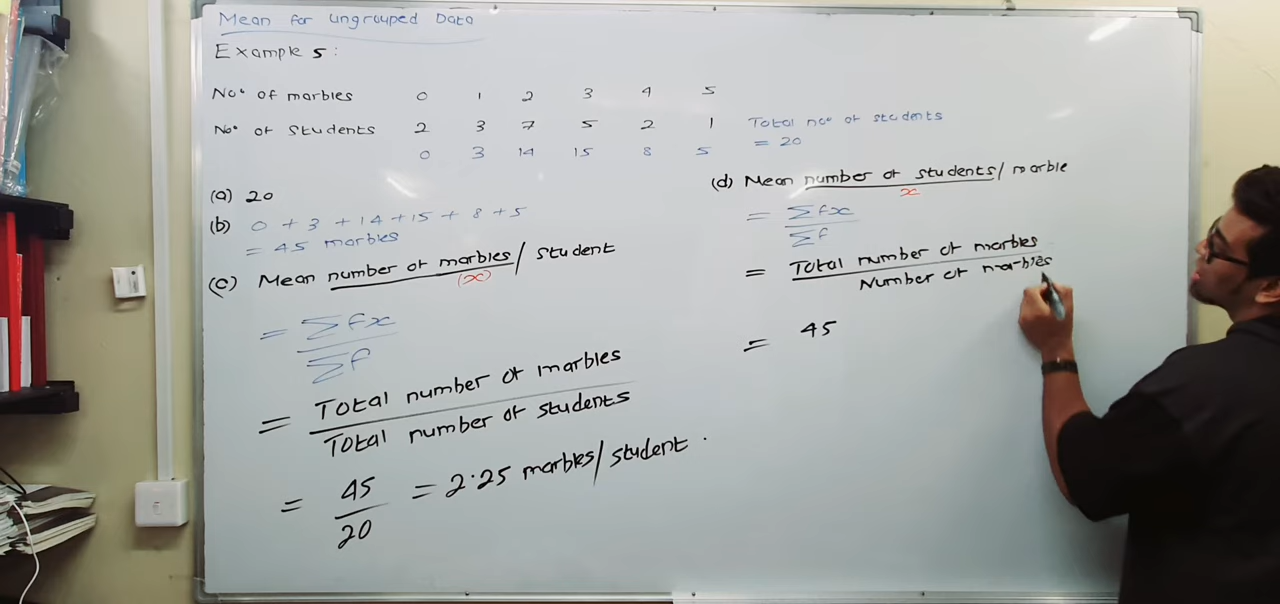 Mean for ungrouped Data
Example 5:
No. of marbles 0 1 2 3 4 5
No. of Students 2 3 7 5 2 1 Total no. of students
= 20
0 3 14 15 8 5
(a) 20
(b) 0 + 3 + 14 + 15 + 8 + 5
= 45 marbles
(c) Mean number of marbles / student
(x)
= Σfx
Σf
= Total number of marbles
Total number of students
= 45
20
= 2.25 marbles/student.
(d) Mean number of students / marble
x
= Σfx
Σf
= Total number of marbles
Number of marbles
= 45